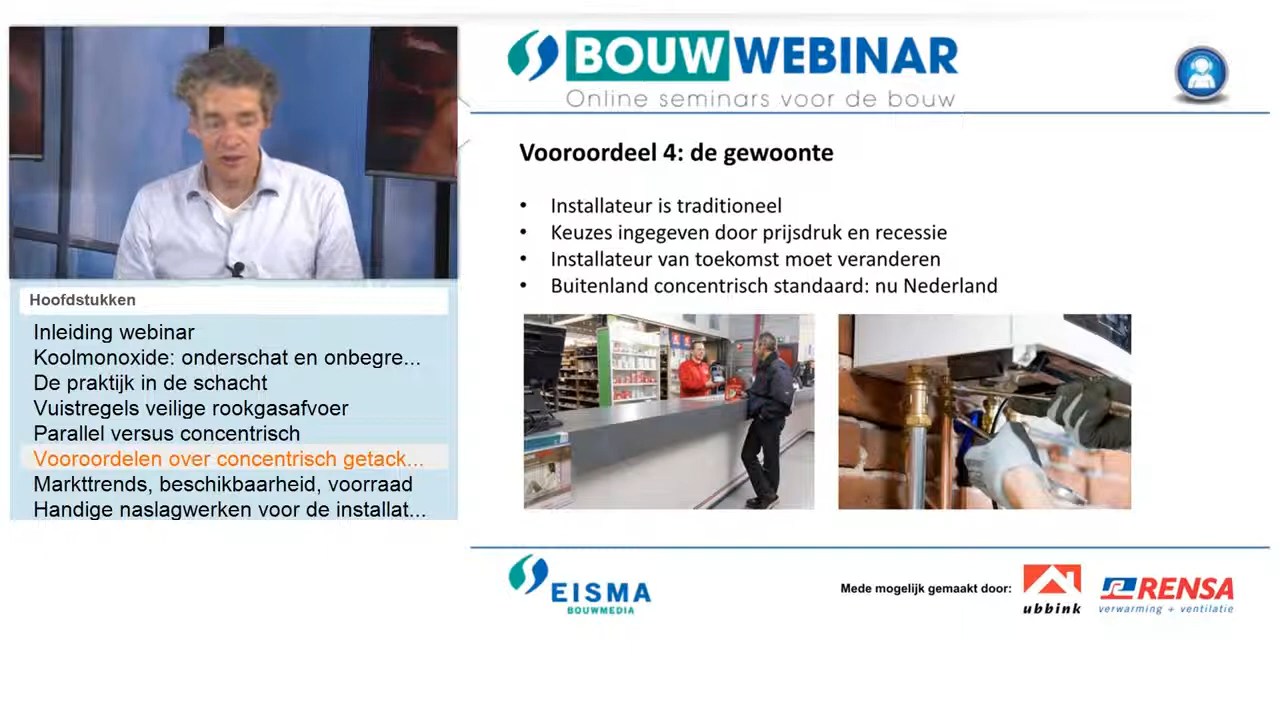 BOUWWEBINAR
Online seminars voor de bouw
Vooroordeel 4: de gewoonte
• Installateur is traditioneel
• Keuzes ingegeven door prijsdruk en recessie
• Installateur van toekomst moet veranderen
• Buitenland concentrisch standaard: nu Nederland
Hoofdstukken
Inleiding webinar
Koolmonoxide: onderschat en onbegre...
De praktijk in de schacht
Vuistregels veilige rookgasafvoer
Parallel versus concentrisch
Vooroordelen over concentrisch getack...
Markttrends, beschikbaarheid, voorraad
Handige naslagwerken voor de installat...
EISMA
BOUWMEDIA
Mede mogelijk gemaakt door:
ubbink
RENSA
verwarming + ventilatie